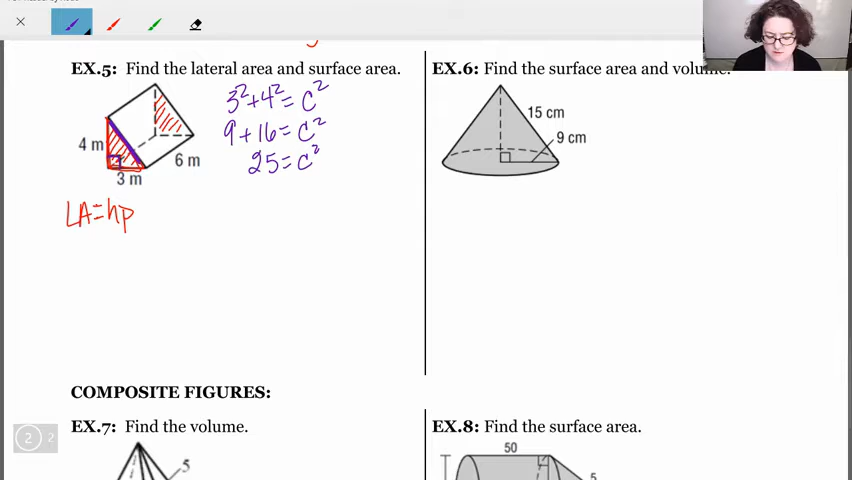 EX.5: Find the lateral area and surface area.
3²+4²=C²
9+16=C²
25=C²
4 m
6 m
3 m
LA=hp
EX.6: Find the surface area and volume.
15 cm
9 cm
COMPOSITE FIGURES:
EX.7: Find the volume.
5
EX.8: Find the surface area.
50
5
2 2